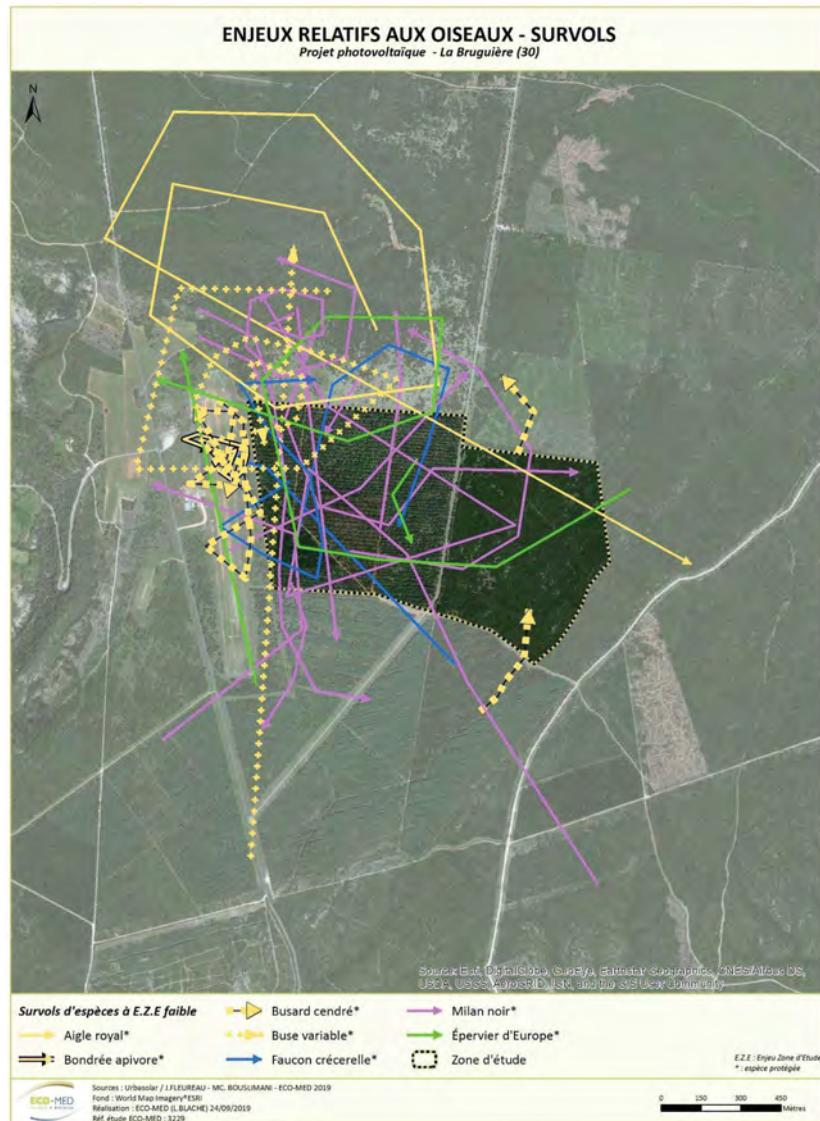 ENJEUX RELATIFS AUX OISEAUX - SURVOLS
Projet photovoltaïque - La Bruguière (30)
N
Source: Esri, DigitalGlobe, GeoEye, Earthstar Geographics, CNES/Airbus DS,
USDA, USGS, AeroGRID, IGN, and the GIS User Community
Survols d'espèces à E.Z.E faible
Aigle royal*
Bondrée apivore*
Busard cendré*
Buse variable*
Faucon crécerelle*
Milan noir*
Épervier d'Europe*
Zone d'étude
E.Z.E : Enjeu Zone d'Etude
* : espèce protégée
ECO-MED
Sources : Urbasolar / J.FLEUREAU - MC. BOUSLIMANI - ECO-MED 2019
Fond : World Map Imagery®ESRI
Réalisation : ECO-MED (L.BLACHE) 24/09/2019
Réf. étude ECO-MED : 3229
0 150 300 450
Mètres